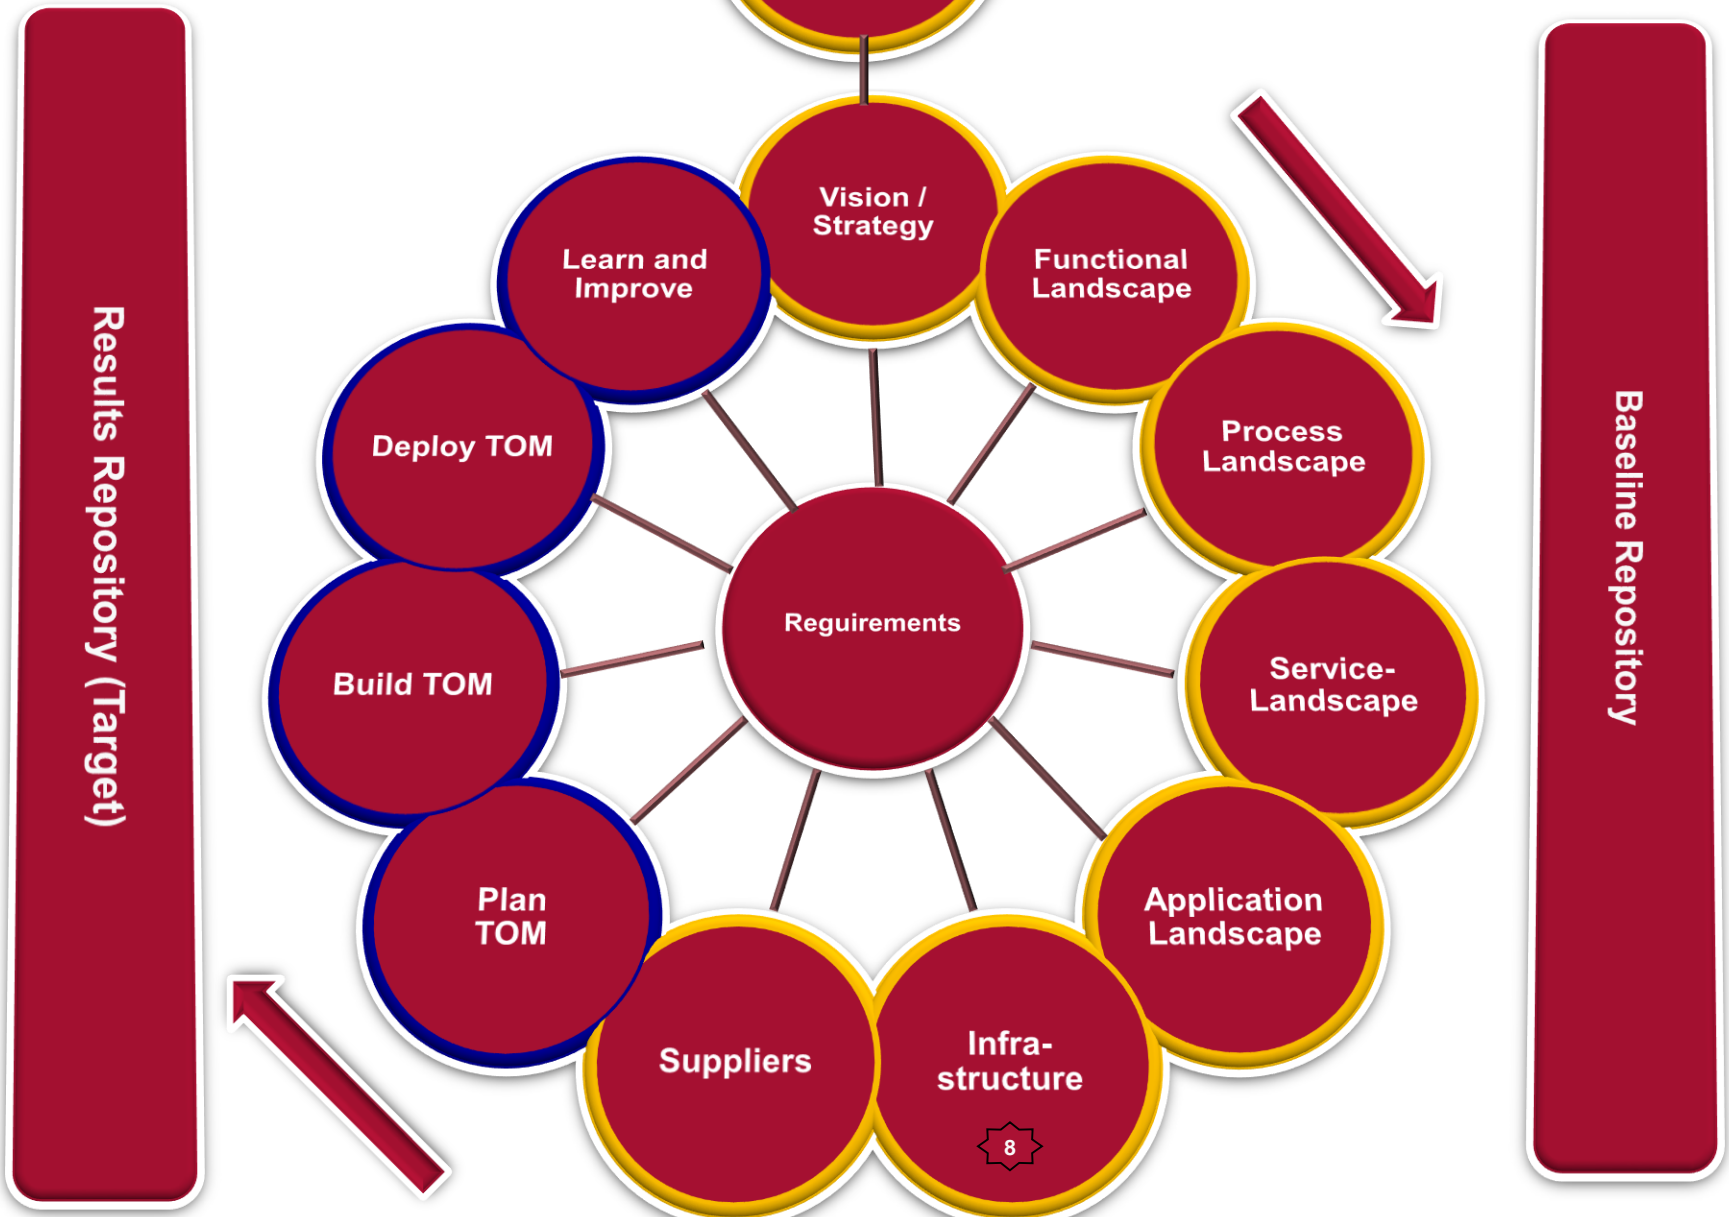 Vision /
Strategy
Functional
Landscape
Process
Landscape
Service-
Landscape
Application
Landscape
Infra-
structure
8
Suppliers
Plan
TOM
Build TOM
Deploy TOM
Learn and
Improve
Reguirements
Results Repository (Target)
Baseline Repository